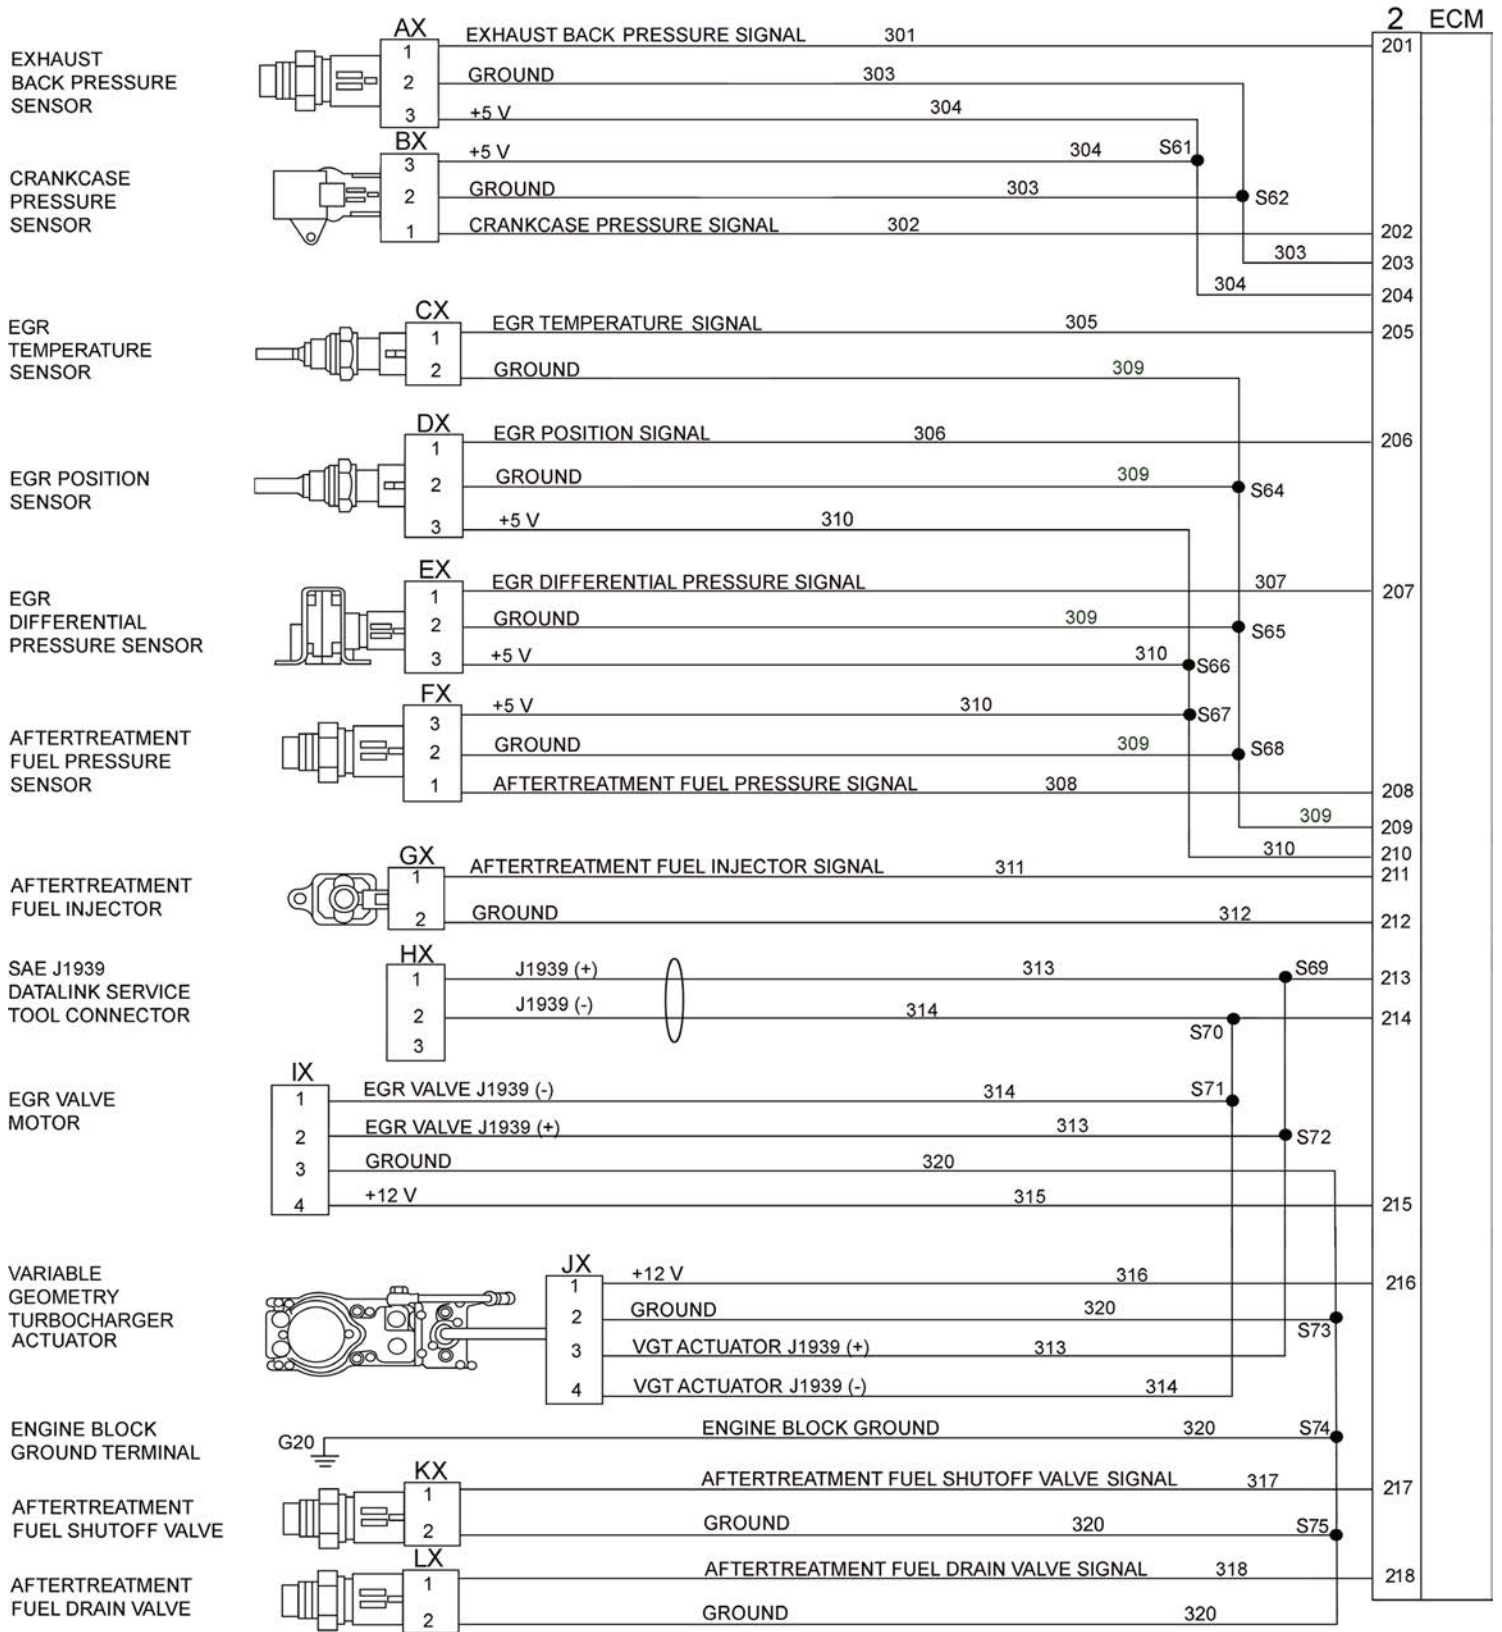 2 ECM
AX
EXHAUST BACK PRESSURE SIGNAL 301
201
EXHAUST
BACK PRESSURE
SENSOR
1
2
3
GROUND 303
+5 V 304
BX
+5 V 304 S61
CRANKCASE
PRESSURE
SENSOR
3
2
1
GROUND 303 S62
CRANKCASE PRESSURE SIGNAL 302
202
303 203
304 204
CX
EGR
TEMPERATURE
SENSOR
1
2
EGR TEMPERATURE SIGNAL 305 205
GROUND 309
DX
EGR POSITION
SENSOR
1
2
3
EGR POSITION SIGNAL 306 206
GROUND 309 S64
+5 V 310
EX
EGR
DIFFERENTIAL
PRESSURE SENSOR
1
2
3
EGR DIFFERENTIAL PRESSURE SIGNAL 307 207
GROUND 309 S65
+5 V 310 S66
FX
AFTERTREATMENT
FUEL PRESSURE
SENSOR
3
2
1
+5 V 310 S67
GROUND 309 S68
AFTERTREATMENT FUEL PRESSURE SIGNAL 308 208
309 209
310 210
GX
AFTERTREATMENT
FUEL INJECTOR
1
2
AFTERTREATMENT FUEL INJECTOR SIGNAL 311 211
GROUND 312 212
HX
SAE J1939
DATALINK SERVICE
TOOL CONNECTOR
1
2
3
J1939 (+) 313 S69 213
J1939 (-) 314 S70 214
IX
EGR VALVE
MOTOR
1
2
3
4
EGR VALVE J1939 (-) 314 S71
EGR VALVE J1939 (+) 313 S72
GROUND 320
+12 V 315 215
JX
VARIABLE
GEOMETRY
TURBOCHARGER
ACTUATOR
1
2
3
4
+12 V 316 216
GROUND 320 S73
VGT ACTUATOR J1939 (+) 313
VGT ACTUATOR J1939 (-) 314
ENGINE BLOCK
GROUND TERMINAL
G20
ENGINE BLOCK GROUND 320 S74
KX
AFTERTREATMENT
FUEL SHUTOFF VALVE
1
2
AFTERTREATMENT FUEL SHUTOFF VALVE SIGNAL 317 217
GROUND 320 S75
LX
AFTERTREATMENT
FUEL DRAIN VALVE
1
2
AFTERTREATMENT FUEL DRAIN VALVE SIGNAL 318 218
GROUND 320